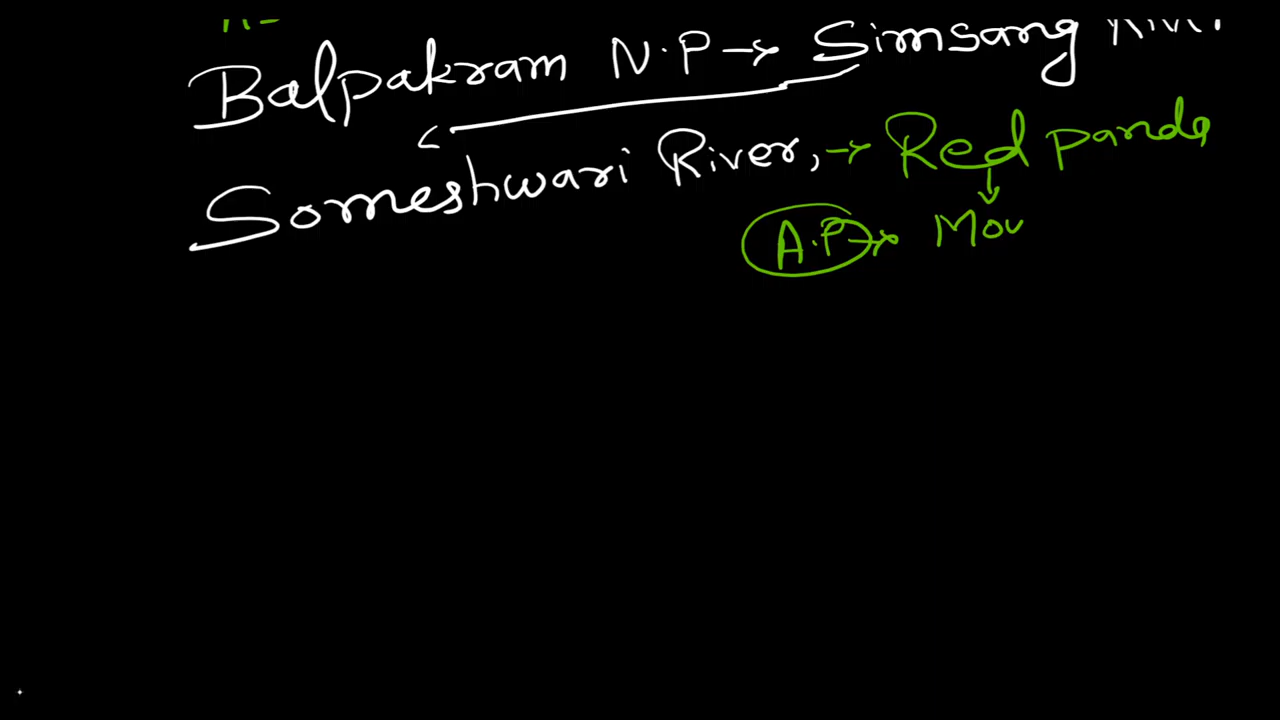 Balpakram N.P → Simsang
Someshwari River, → Red panda
A.P → Mou